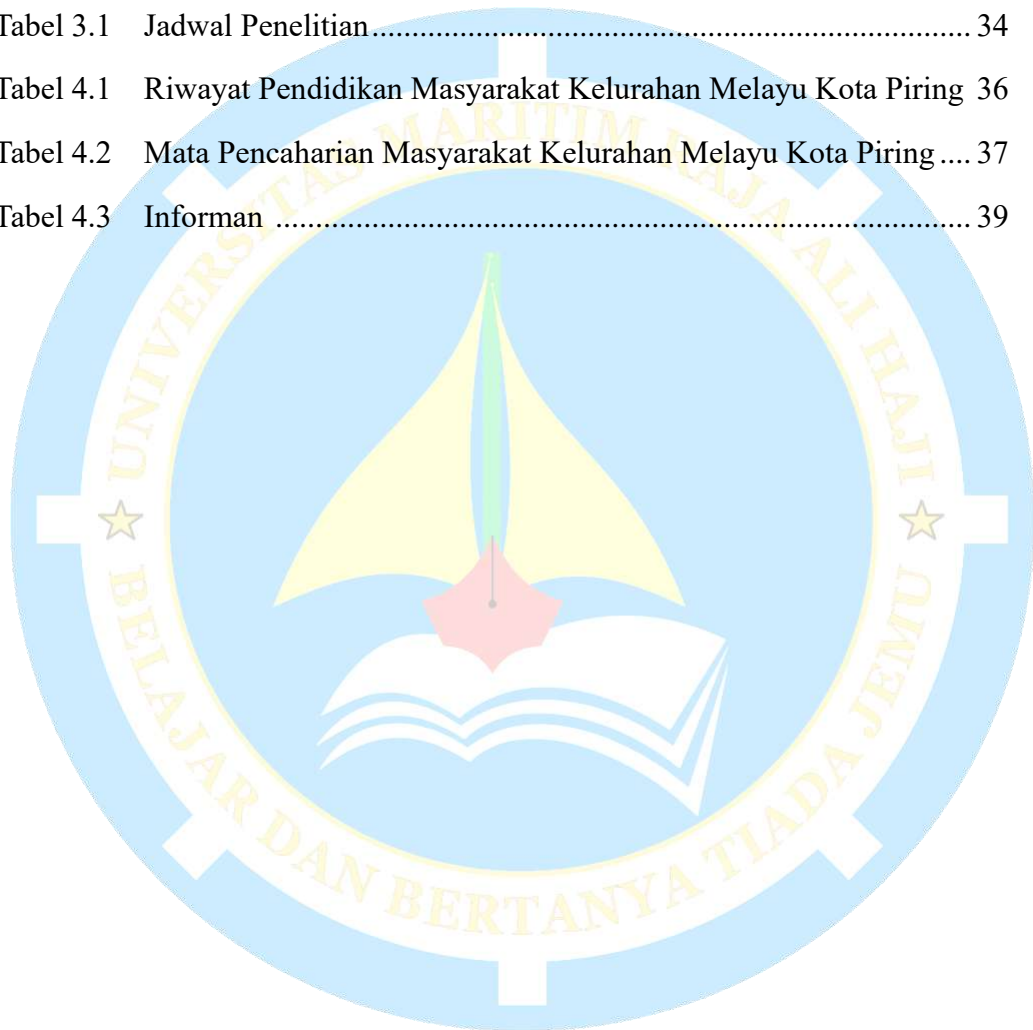 Tabel 3.1 Jadwal Penelitian............................................................................ 34
Tabel 4.1 Riwayat Pendidikan Masyarakat Kelurahan Melayu Kota Piring 36
Tabel 4.2 Mata Pencaharian Masyarakat Kelurahan Melayu Kota Piring .... 37
Tabel 4.3 Informan ........................................................................................ 39
UNIVERSITAS MARITIM RAJA ALI HAJI
BELAJAR DAN BERTANYA TIADA JEMU